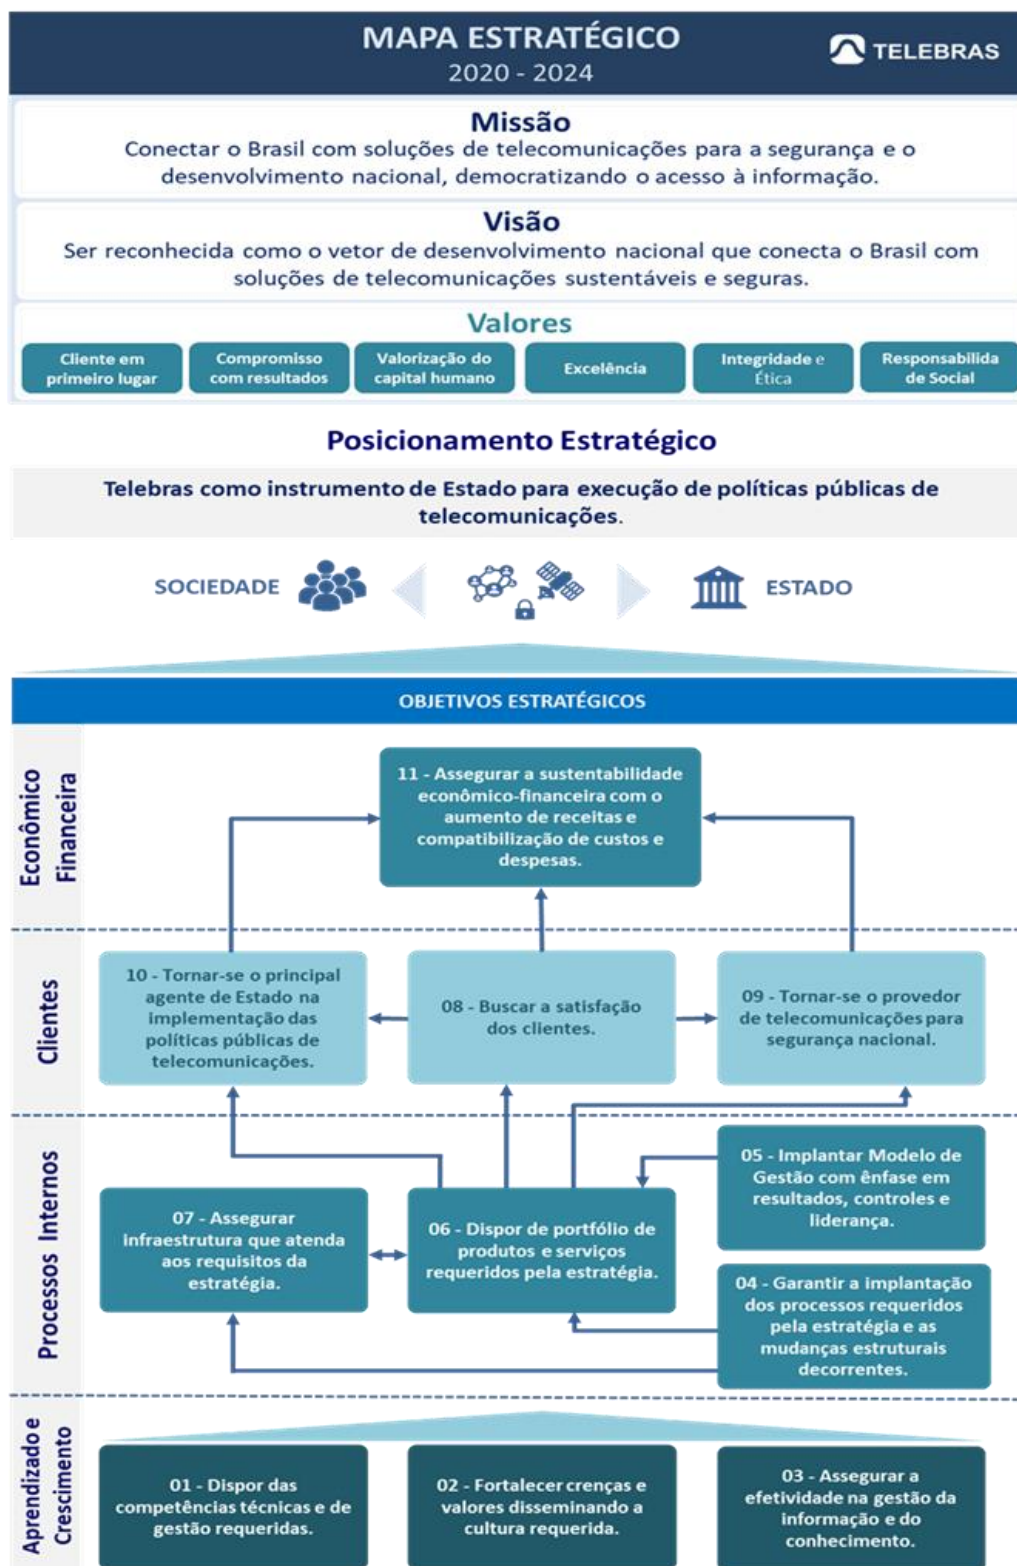 MAPA ESTRATÉGICO
2020 - 2024
TELEBRAS
Missão
Conectar o Brasil com soluções de telecomunicações para a segurança e o
desenvolvimento nacional, democratizando o acesso à informação.
Visão
Ser reconhecida como o vetor de desenvolvimento nacional que conecta o Brasil com
soluções de telecomunicações sustentáveis e seguras.
Valores
Cliente em
primeiro lugar
Compromisso
com resultados
Valorização do
capital humano
Excelência
Integridade e
Ética
Responsabilida
de Social
Posicionamento Estratégico
Telebras como instrumento de Estado para execução de políticas públicas de
telecomunicações.
SOCIEDADE
ESTADO
OBJETIVOS ESTRATÉGICOS
Econômico
Financeira
11 - Assegurar a sustentabilidade
econômico-financeira com o
aumento de receitas e
compatibilização de custos e
despesas.
Clientes
10 - Tornar-se o principal
agente de Estado na
implementação das
políticas públicas de
telecomunicações.
08 - Buscar a satisfação
dos clientes.
09 - Tornar-se o provedor
de telecomunicações para
segurança nacional.
Processos Internos
05 - Implantar Modelo de
Gestão com ênfase em
resultados, controles e
liderança.
07 - Assegurar
infraestrutura que atenda
aos requisitos da
estratégia.
06 - Dispor de portfólio de
produtos e serviços
requeridos pela estratégia.
04 - Garantir a implantação
dos processos requeridos
pela estratégia e as
mudanças estruturais
decorrentes.
Aprendizado e
Crescimento
01 - Dispor das
competências técnicas e de
gestão requeridas.
02 - Fortalecer crenças e
valores disseminando a
cultura requerida.
03 - Assegurar a
efetividade na gestão da
informação e do
conhecimento.